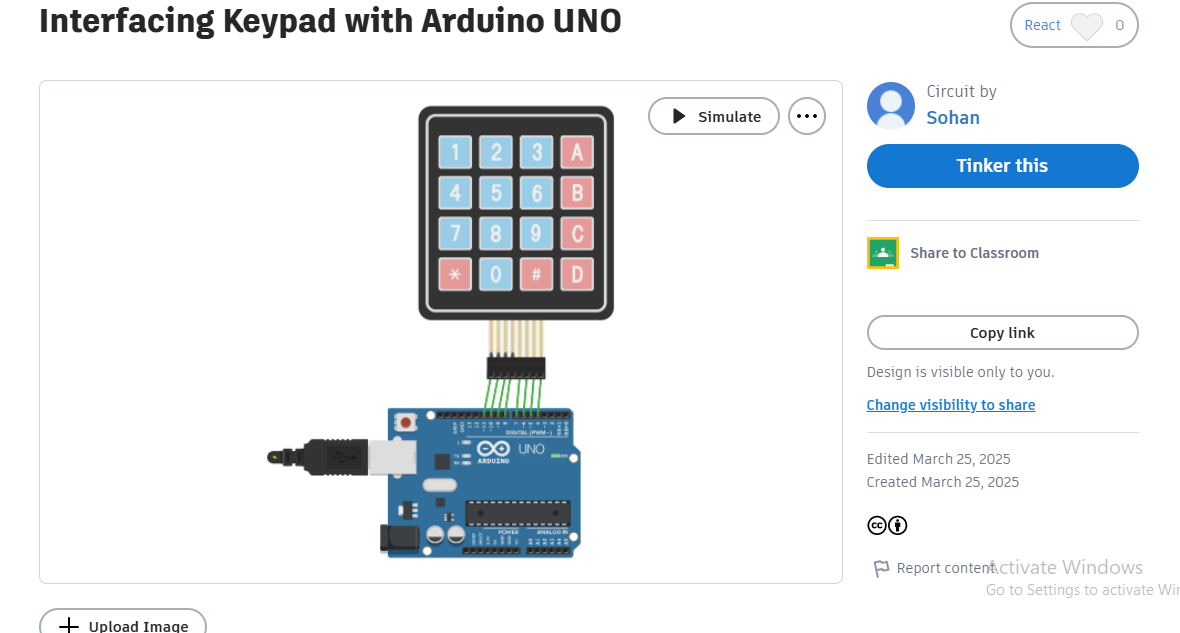 Interfacing Keypad with Arduino UNO
React 0
Simulate
1 2 3 A
4 5 6 B
7 8 9 C
* 0 # D
DIGITAL (PWM~)
UNO
ARDUINO
POWER ANALOG IN
Circuit by
Sohan
Tinker this
Share to Classroom
Copy link
Design is visible only to you.
Change visibility to share
Edited March 25, 2025
Created March 25, 2025
cc
Report content
Activate Windows
Go to Settings to activate Wir
Upload Image